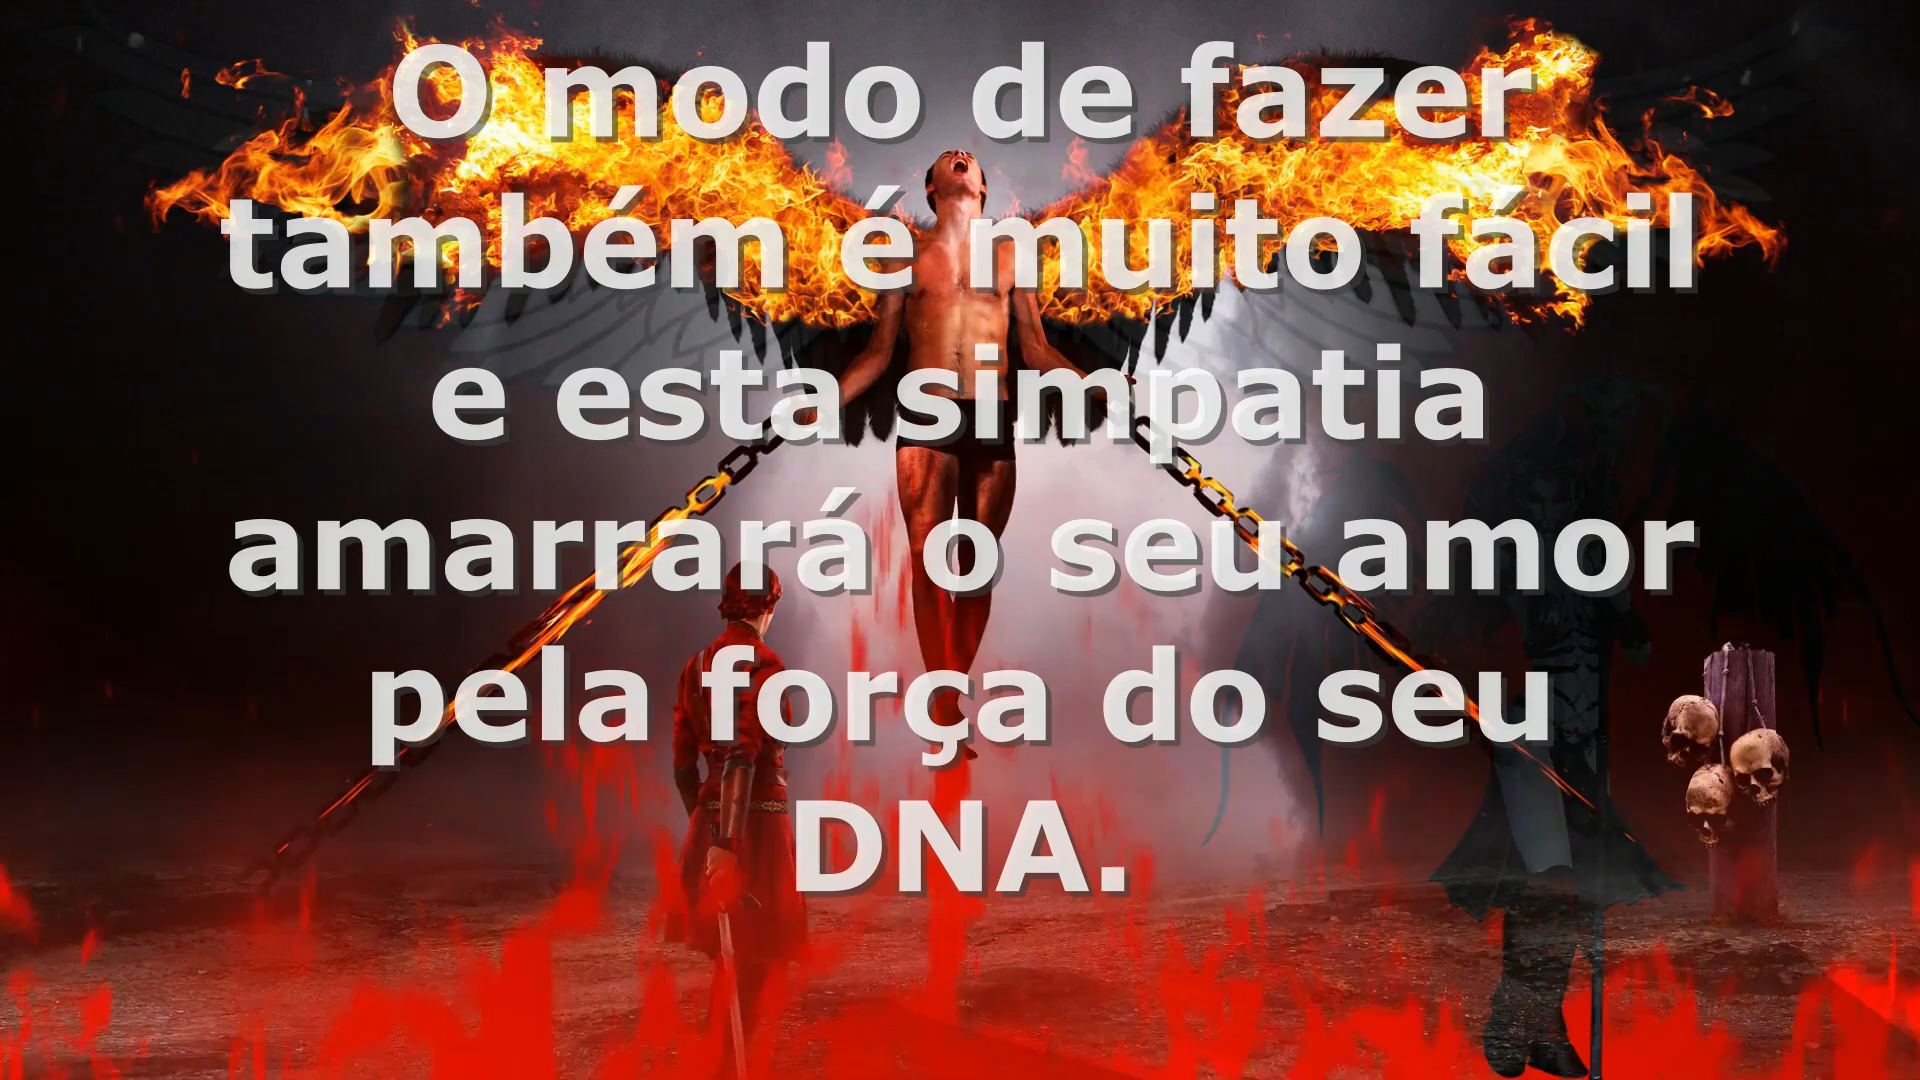 O modo de fazer
também é muito fácil
e esta simpatia
amarrará o seu amor
pela força do seu
DNA.